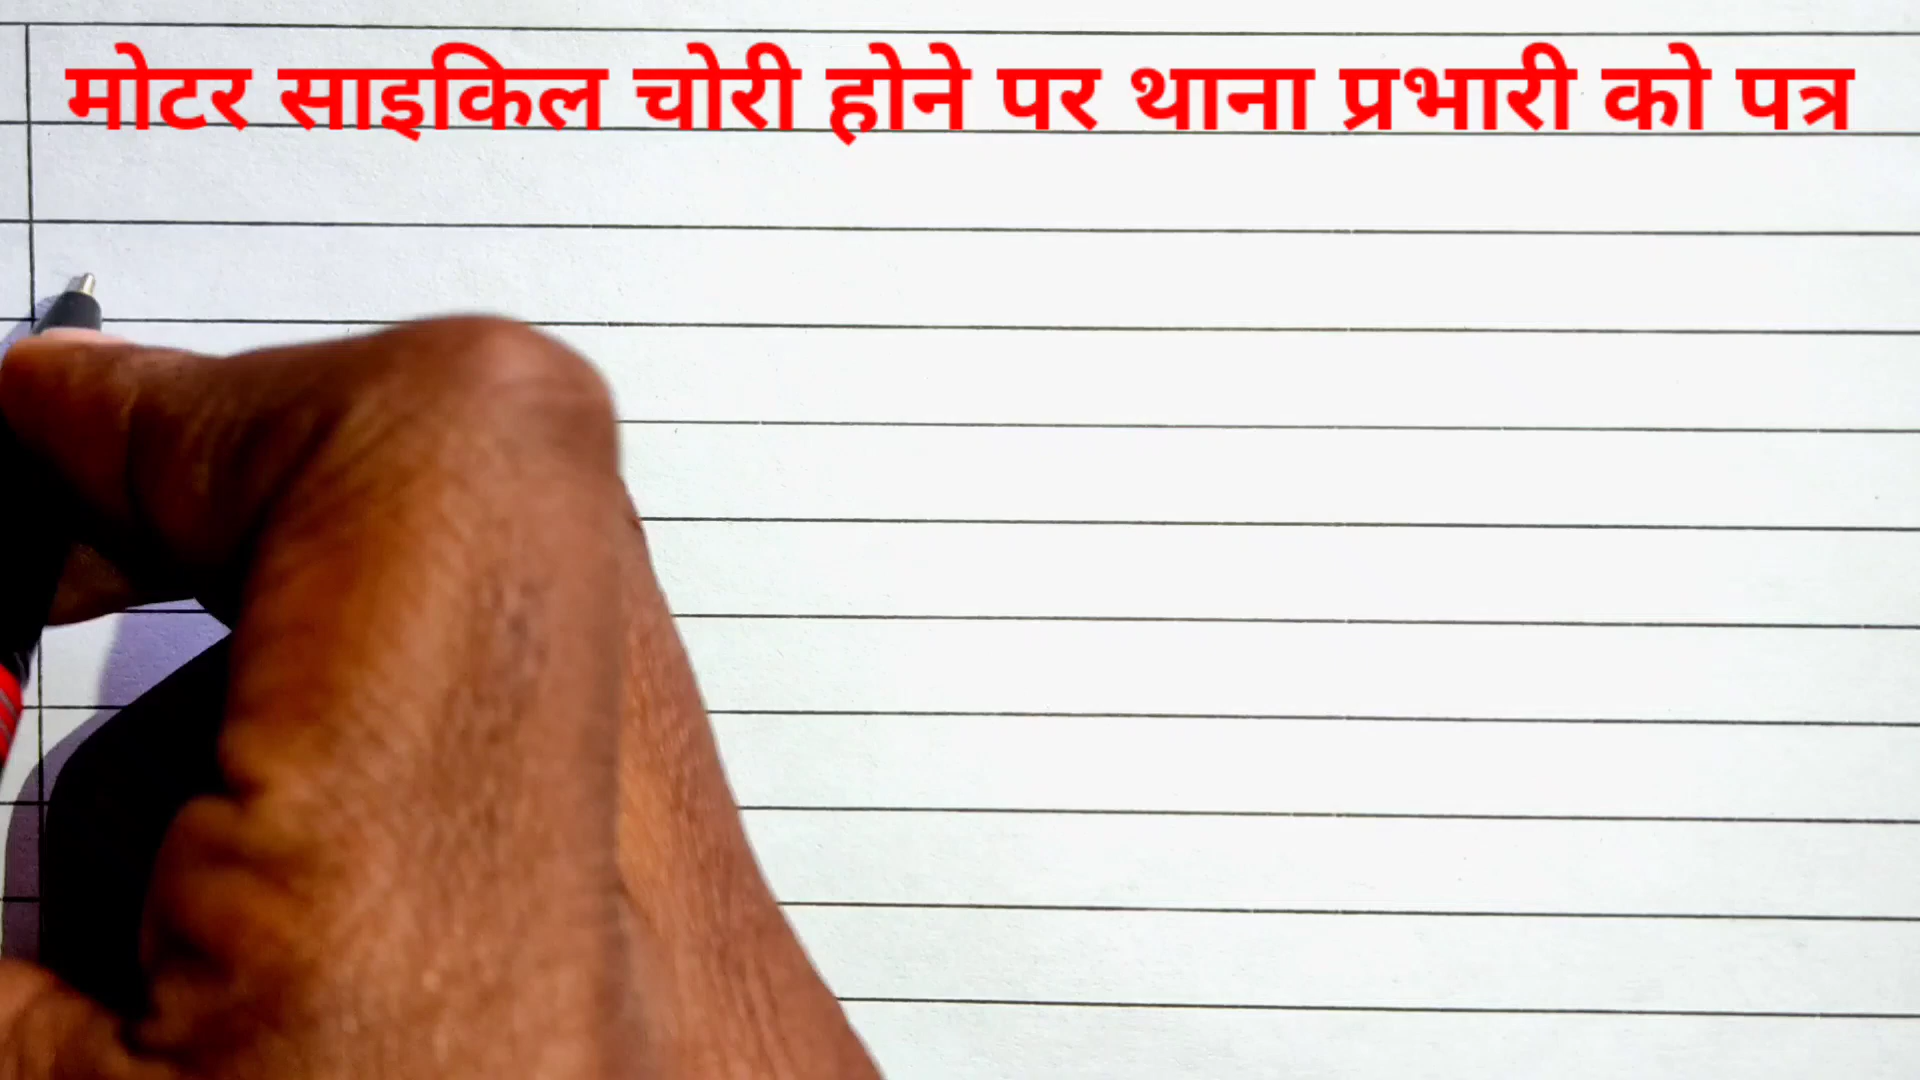 मोटर साइकिल चोरी होने पर थाना प्रभारी को पत्र